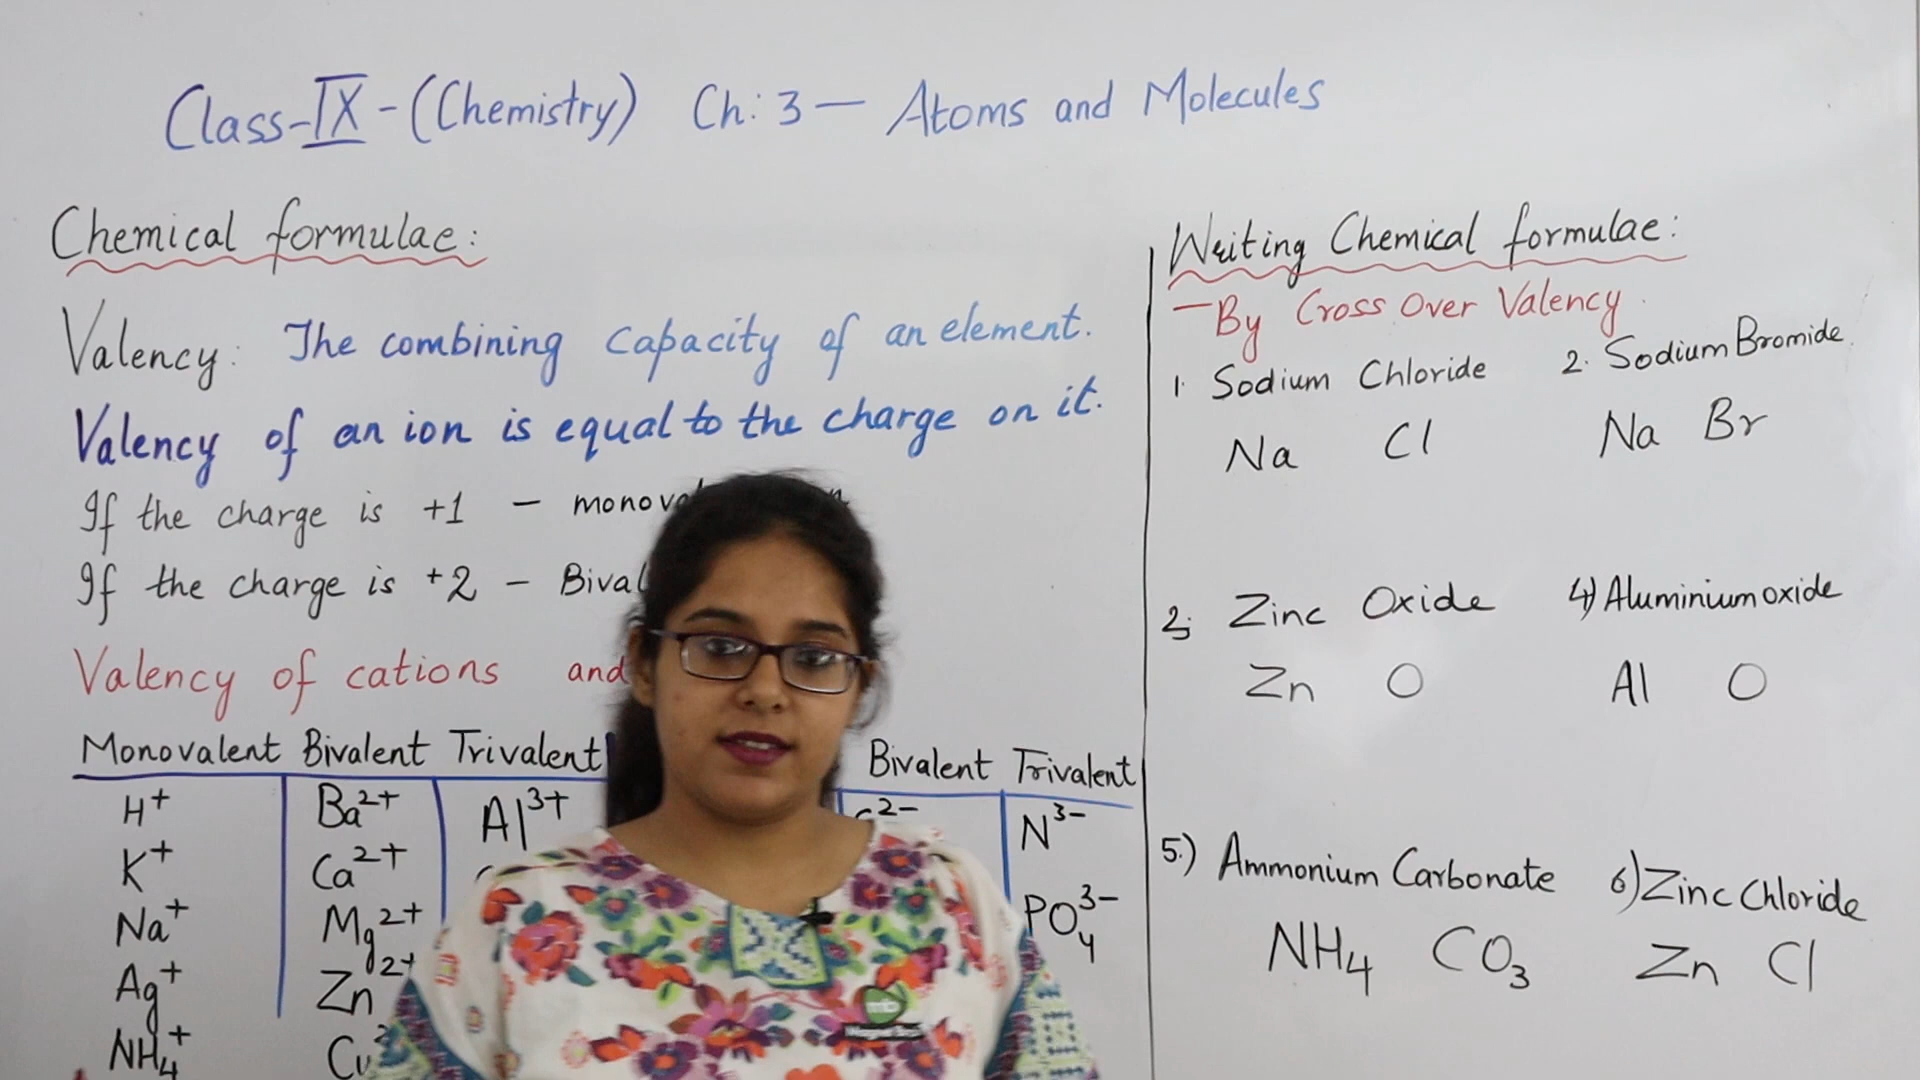 Class-IX-(Chemistry) Ch: 3 — Atoms and Molecules
Chemical formulae:
Valency: The combining capacity of an element.
Valency of an ion is equal to the charge on it.
If the charge is +1 –
If the charge is +2 –
Valency of cations and
Monovalent Bivalent Trivalent
H⁺ Ba²⁺ Al³⁺
K⁺ Ca²⁺
Na⁺ Mg²⁺
Ag⁺ Zn²⁺
NH₄⁺ Cu
Bivalent Trivalent
N³⁻
PO₄³⁻
Writing Chemical formulae:
– By Cross Over Valency.
1. Sodium Chloride 2. Sodium Bromide.
Na Cl Na Br
3. Zinc Oxide 4) Aluminium oxide
Zn O Al O
5.) Ammonium Carbonate 6) Zinc Chloride
NH₄ CO₃ Zn Cl